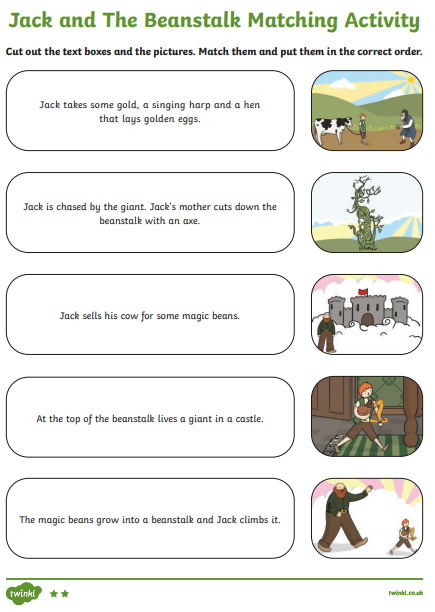 Jack and The Beanstalk Matching Activity
Cut out the text boxes and the pictures. Match them and put them in the correct order.
Jack takes some gold, a singing harp and a hen
that lays golden eggs.
Jack is chased by the giant. Jack's mother cuts down the
beanstalk with an axe.
Jack sells his cow for some magic beans.
At the top of the beanstalk lives a giant in a castle.
The magic beans grow into a beanstalk and Jack climbs it.
twinkl
twinkl.co.uk